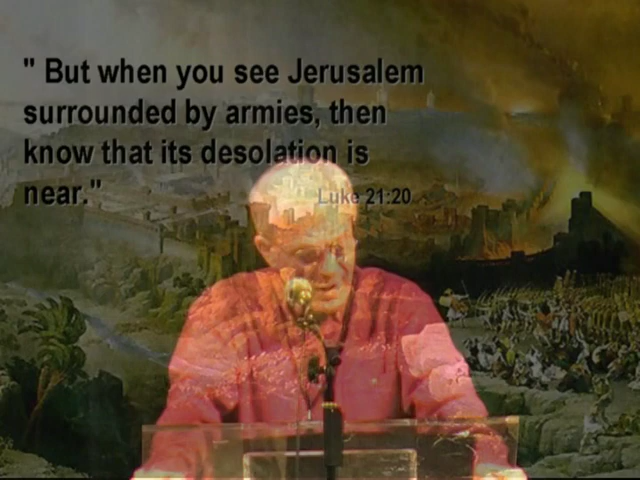 " But when you see Jerusalem
surrounded by armies, then
know that its desolation is
near."
Luke 21:20